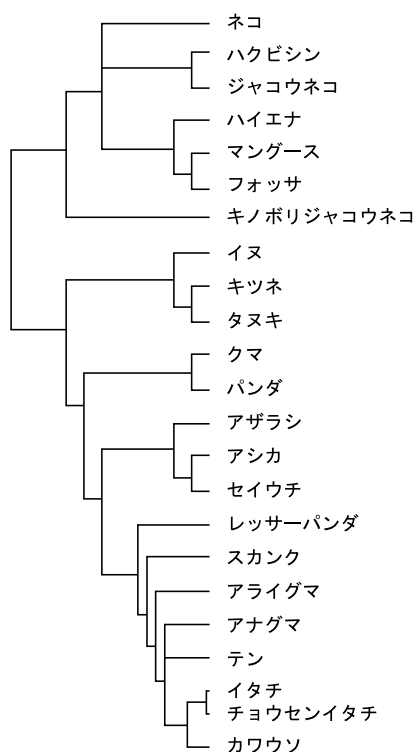 ネコ
ハクビシン
ジャコウネコ
ハイエナ
マングース
フォッサ
キノボリジャコウネコ
イヌ
キツネ
タヌキ
クマ
パンダ
アザラシ
アシカ
セイウチ
レッサーパンダ
スカンク
アライグマ
アナグマ
テン
イタチ
チョウセンイタチ
カワウソ